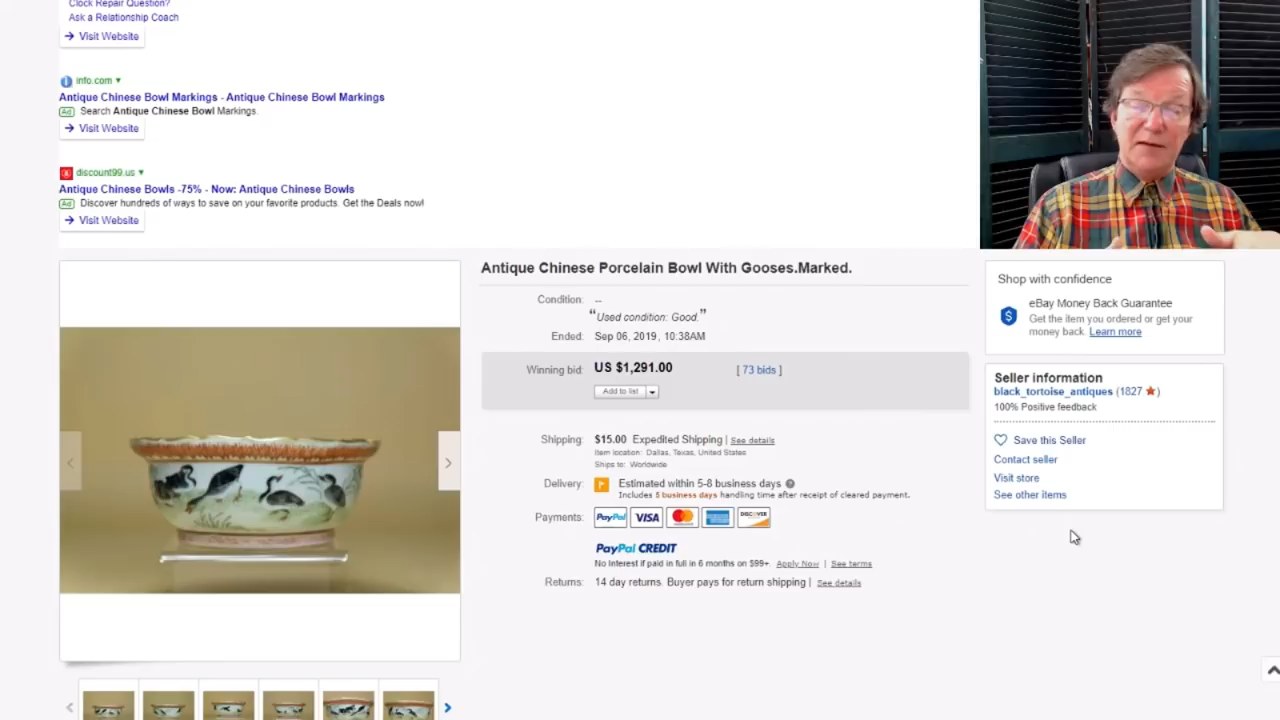 Clock Repair Question?
Ask a Relationship Coach
→ Visit Website
info.com ▾
Antique Chinese Bowl Markings - Antique Chinese Bowl Markings
Ad Search Antique Chinese Bowl Markings.
→ Visit Website
discount99.us ▾
Antique Chinese Bowls -75% - Now: Antique Chinese Bowls
Ad Discover hundreds of ways to save on your favorite products. Get the Deals now!
→ Visit Website
Antique Chinese Porcelain Bowl With Gooses.Marked.
Condition: --
“Used condition: Good.”
Ended: Sep 06, 2019 , 10:38AM
Winning bid: US $1,291.00 [ 73 bids ]
Add to list
Shipping: $15.00 Expedited Shipping | See details
Item location: Dallas, Texas, United States
Ships to: Worldwide
Delivery: Estimated within 5-8 business days
Includes 5 business days handling time after receipt of cleared payment.
Payments: PayPal VISA MasterCard DISCOVER
PayPal CREDIT
No Interest if paid in full in 6 months on $99+. Apply Now | See terms
Returns: 14 day returns. Buyer pays for return shipping | See details
Shop with confidence
eBay Money Back Guarantee
Get the item you ordered or get your
money back. Learn more
Seller information
black_tortoise_antiques (1827 ★)
100% Positive feedback
Save this Seller
Contact seller
Visit store
See other items